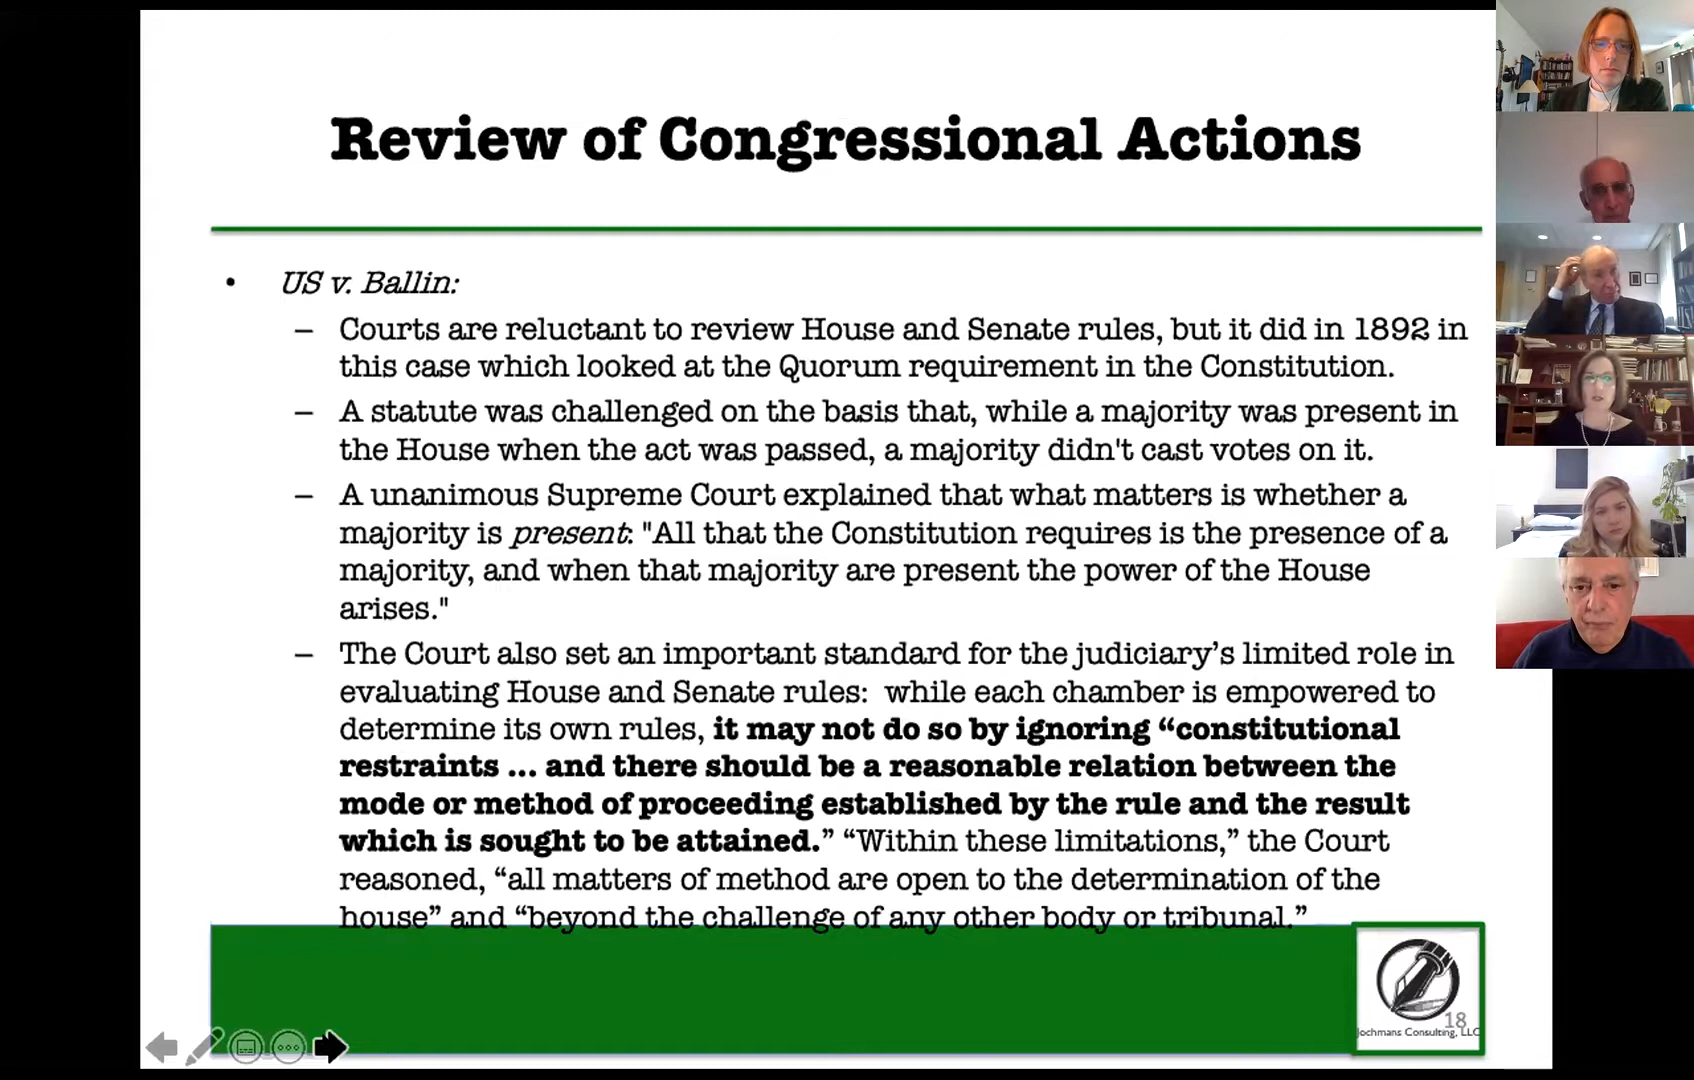 Review of Congressional Actions
• US v. Ballin:
– Courts are reluctant to review House and Senate rules, but it did in 1892 in
this case which looked at the Quorum requirement in the Constitution.
– A statute was challenged on the basis that, while a majority was present in
the House when the act was passed, a majority didn't cast votes on it.
– A unanimous Supreme Court explained that what matters is whether a
majority is present: "All that the Constitution requires is the presence of a
majority, and when that majority are present the power of the House
arises."
– The Court also set an important standard for the judiciary’s limited role in
evaluating House and Senate rules:  while each chamber is empowered to
determine its own rules, it may not do so by ignoring “constitutional
restraints ... and there should be a reasonable relation between the
mode or method of proceeding established by the rule and the result
which is sought to be attained.” “Within these limitations,” the Court
reasoned, “all matters of method are open to the determination of the
house” and “beyond the challenge of any other body or tribunal.”
18
Jochmans Consulting, LLC